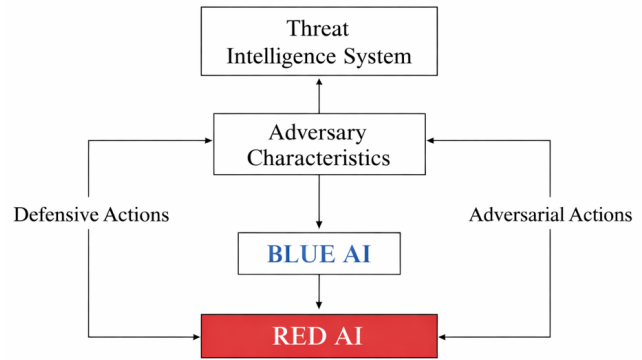 Threat
Intelligence System
Adversary
Characteristics
Defensive Actions
Adversarial Actions
BLUE AI
RED AI